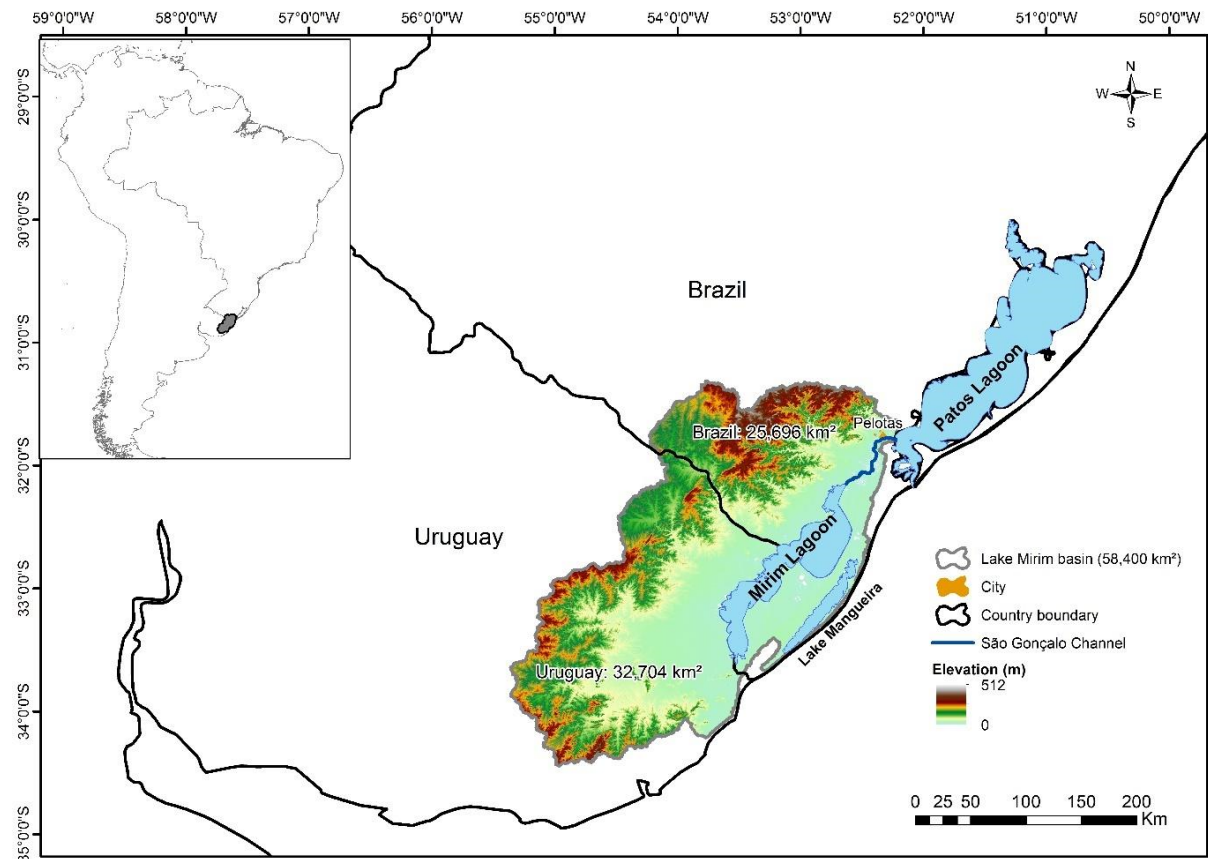 59°0'0"W 58°0'0"W 57°0'0"W 56°0'0"W 55°0'0"W 54°0'0"W 53°0'0"W 52°0'0"W 51°0'0"W 50°0'0"W
29°0'0"S
30°0'0"S
31°0'0"S
32°0'0"S
33°0'0"S
34°0'0"S
35°0'0"S
N
W E
S
Brazil
Patos Lagoon
Pelotas
Brazil: 25,696 km²
Uruguay
Mirim Lagoon
Lake Mangueira
Uruguay: 32,704 km²
Lake Mirim basin (58,400 km²)
City
Country boundary
São Gonçalo Channel
Elevation (m)
512
0
0 25 50 100 150 200
Km